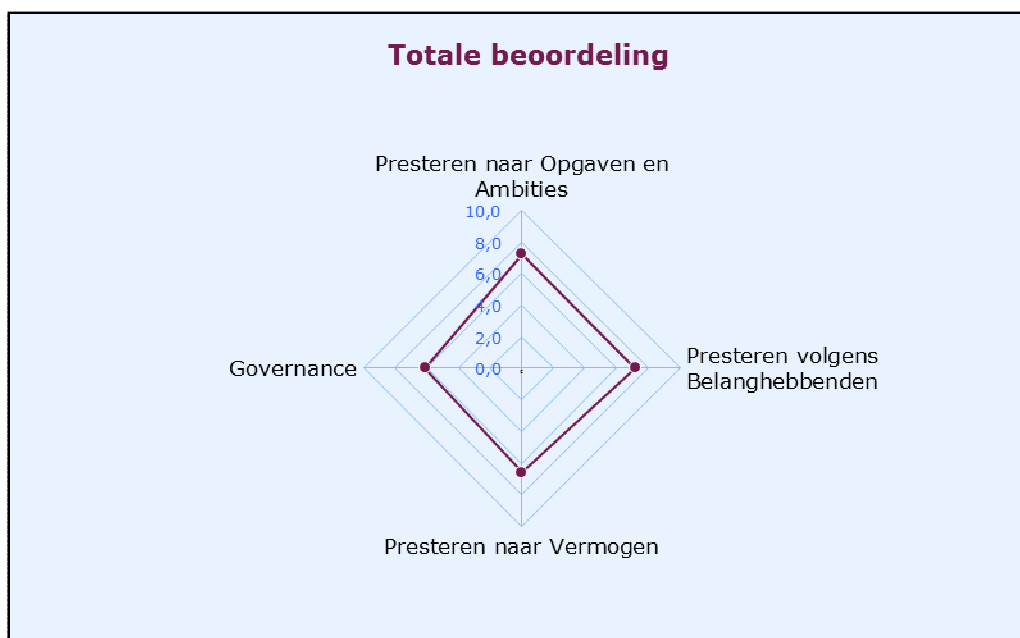 Totale beoordeling
Presteren naar Opgaven en
Ambities
10,0
8,0
6,0
4,0
2,0
0,0
Governance
Presteren volgens
Belanghebbenden
Presteren naar Vermogen